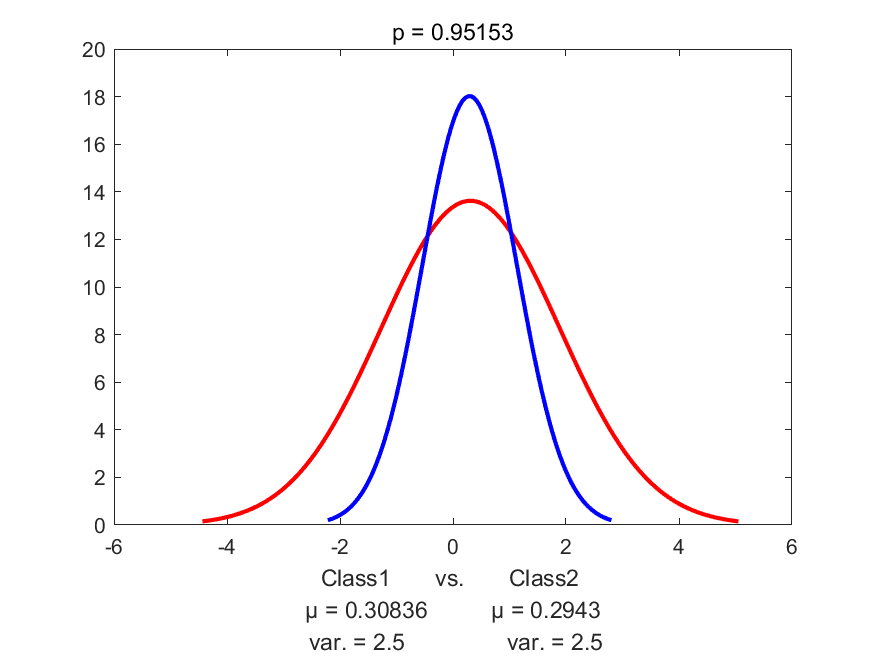 p = 0.95153
20
18
16
14
12
10
8
6
4
2
0
-6 -4 -2 0 2 4 6
Class1 vs. Class2
μ = 0.30836 μ = 0.2943
var. = 2.5 var. = 2.5